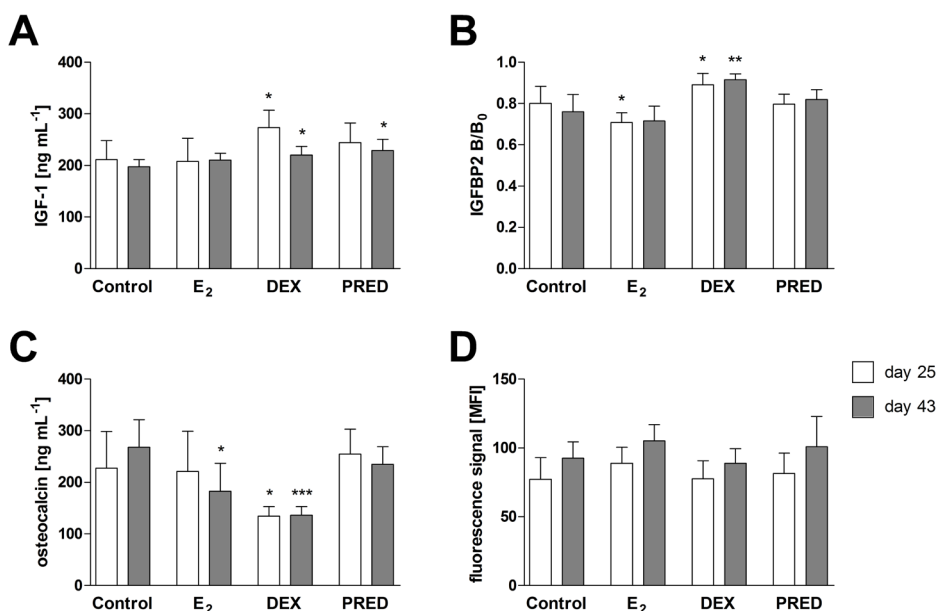 A
B
400
300
200
100
0
IGF-1 [ng mL⁻¹]
*
*
*
Control
E₂
DEX
PRED
1.0
0.8
0.6
0.4
0.2
0.0
IGFBP2 B/B₀
*
*
**
Control
E₂
DEX
PRED
C
D
400
300
200
100
0
osteocalcin [ng mL⁻¹]
*
*
***
Control
E₂
DEX
PRED
150
100
50
0
fluorescence signal [MFI]
Control
E₂
DEX
PRED
day 25
day 43